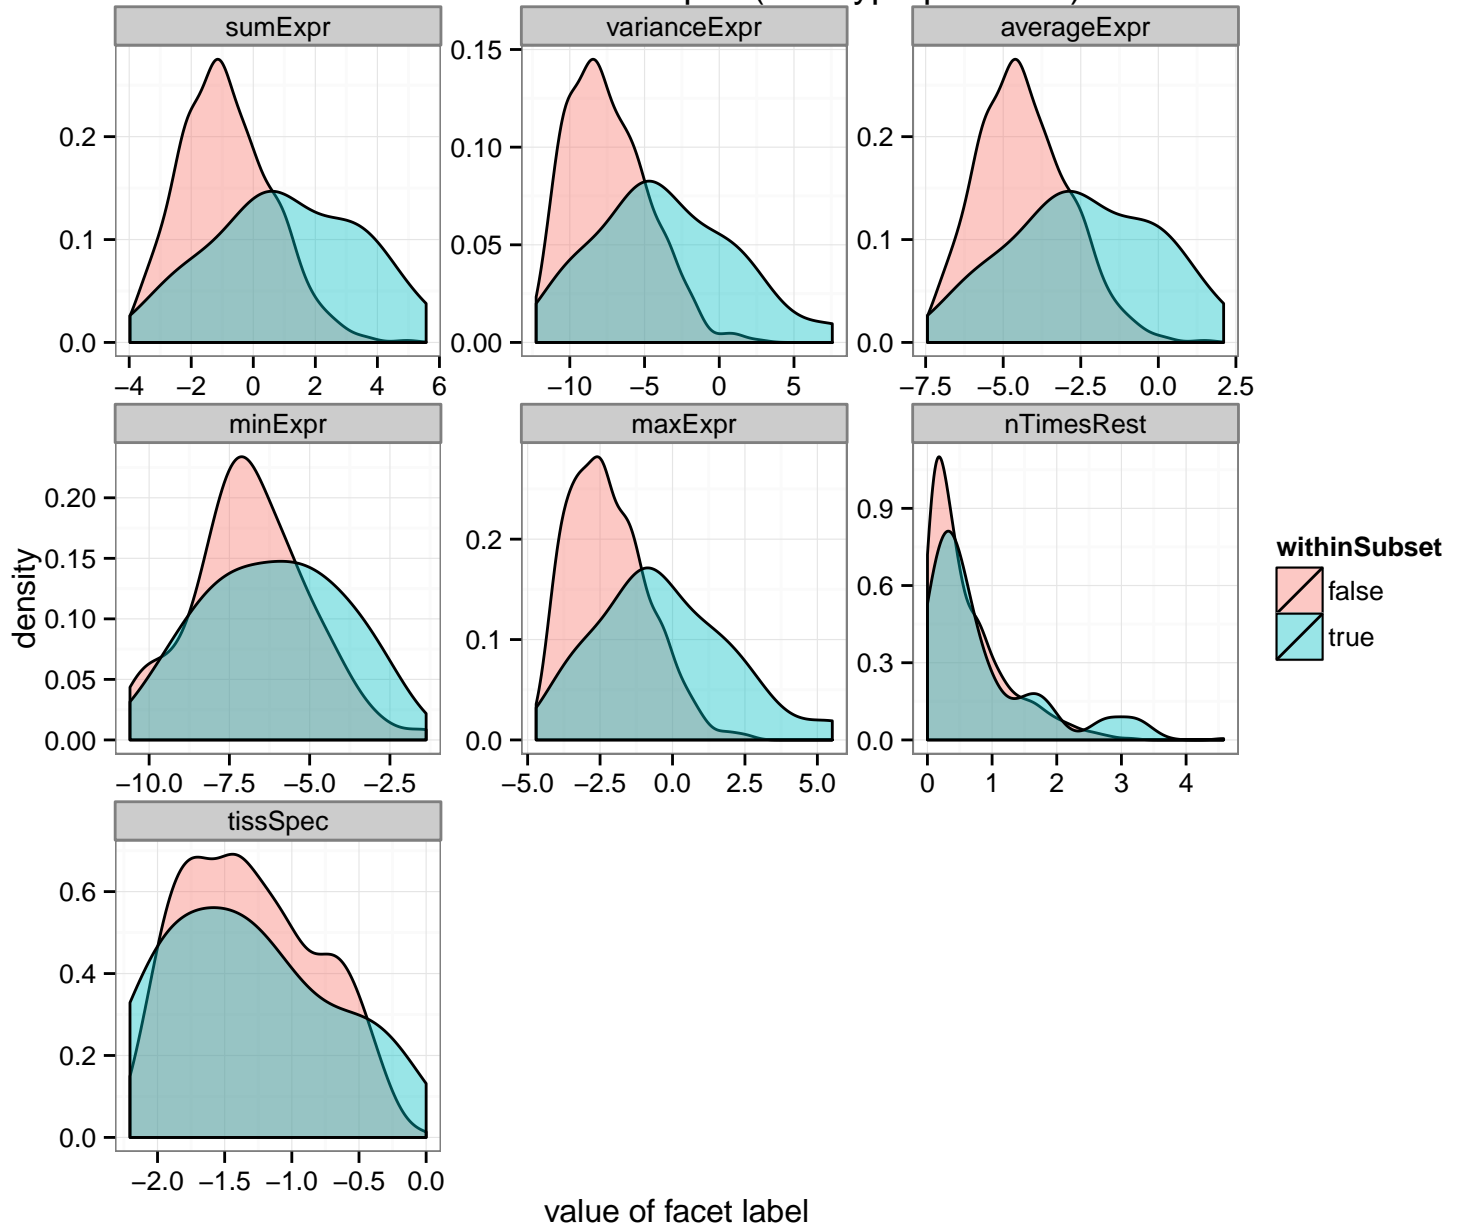 sumExpr varianceExpr averageExpr
0.2
0.1
0.0
−4 −2 0 2 4 6
0.15
0.10
0.05
0.00
−10 −5 0 5
0.2
0.1
0.0
−7.5 −5.0 −2.5 0.0 2.5
minExpr maxExpr nTimesRest
density
0.20
0.15
0.10
0.05
0.00
−10.0 −7.5 −5.0 −2.5
0.2
0.1
0.0
−5.0 −2.5 0.0 2.5 5.0
0.9
0.6
0.3
0.0
0 1 2 3 4
withinSubset
false
true
tissSpec
0.6
0.4
0.2
0.0
−2.0 −1.5 −1.0 −0.5 0.0
value of facet label